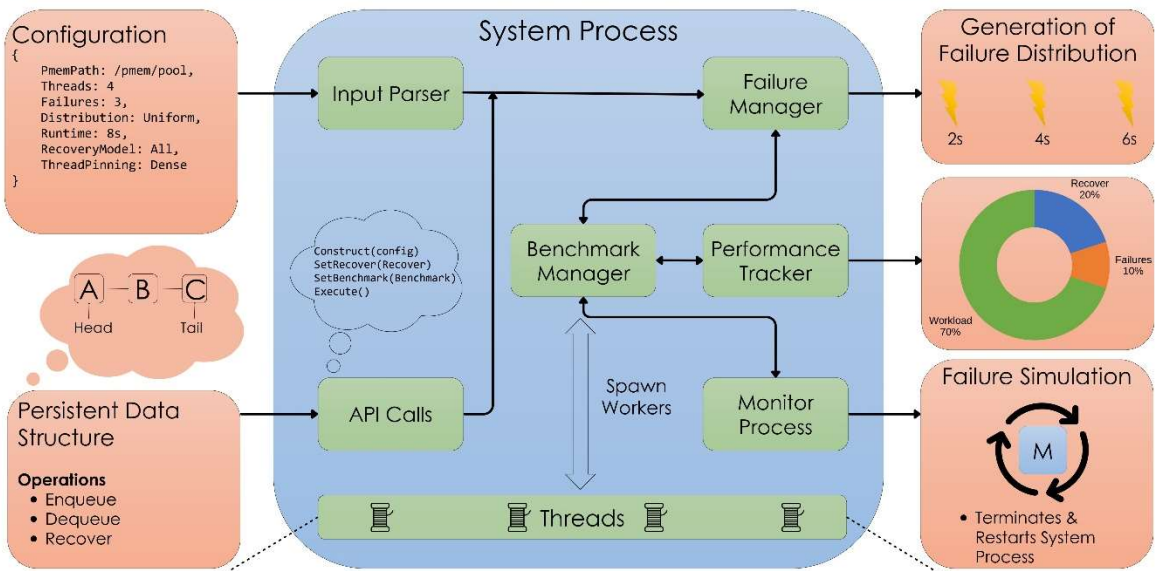 Configuration
{
PmemPath: /pmem/pool,
Threads: 4
Failures: 3,
Distribution: Uniform,
Runtime: 8s,
RecoveryModel: All,
ThreadPinning: Dense
}
A B C
Head Tail
Persistent Data
Structure
Operations
• Enqueue
• Dequeue
• Recover
System Process
Input Parser
Failure
Manager
Construct(config)
SetRecover(Recover)
SetBenchmark(Benchmark)
Execute()
Benchmark
Manager
Performance
Tracker
API Calls
Spawn
Workers
Monitor
Process
Threads
Generation of
Failure Distribution
2s 4s 6s
Recover
20%
Failures
10%
Workload
70%
Failure Simulation
M
• Terminates &
Restarts System
Process